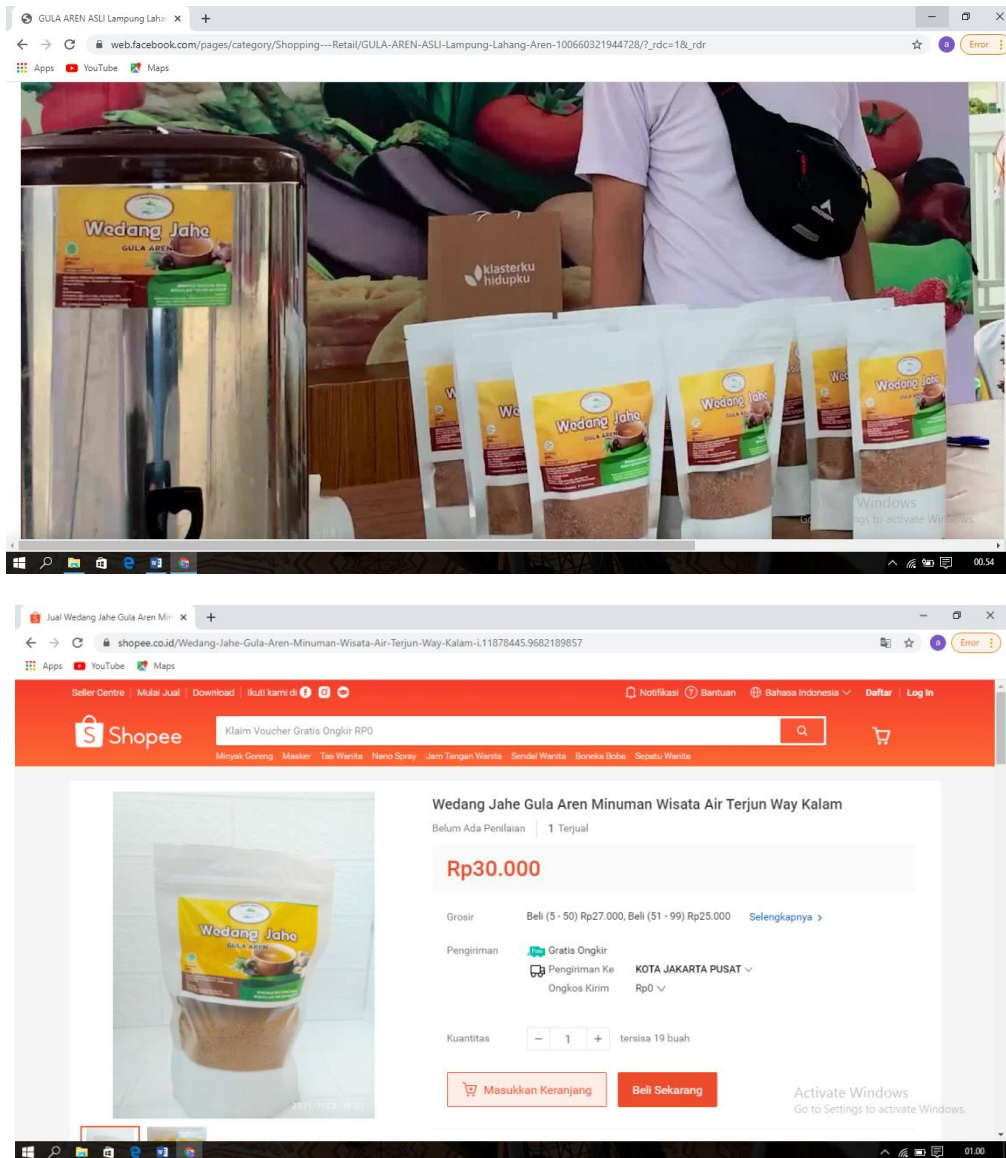 GULA AREN ASLI Lampung Laha
web.facebook.com/pages/category/Shopping---Retail/GULA-AREN-ASLI-Lampung-Lahang-Aren-100660321944728/?_rdc=1&_rdr
a Error
Apps YouTube Maps
Wedang Jahe
GULA AREN
klasterku
hidupku
EIGER
Wedang Jahe
GULA AREN
Wedang Jahe
Wedang Jahe
Windows
00.54
Jual Wedang Jahe Gula Aren Min
shopee.co.id/Wedang-Jahe-Gula-Aren-Minuman-Wisata-Air-Terjun-Way-Kalam-i.11878445.9682189857
a Error
Apps YouTube Maps
Seller Centre | Mulai Jual | Download | Ikuti kami di Notifikasi Bantuan Bahasa Indonesia Daftar | Log In
Shopee
Klaim Voucher Gratis Ongkir RP0
Minyak Goreng Masker Tas Wanita Nano Spray Jam Tangan Wanita Sendal Wanita Boneka Boba Sepatu Wanita
Wedang Jahe Gula Aren Minuman Wisata Air Terjun Way Kalam
Belum Ada Penilaian 1 Terjual
Rp30.000
Grosir Beli (5 - 50) Rp27.000, Beli (51 - 99) Rp25.000 Selengkapnya >
Pengiriman Gratis Ongkir
Pengiriman Ke KOTA JAKARTA PUSAT
Ongkos Kirim Rp0
Kuantitas - 1 + tersisa 19 buah
Masukkan Keranjang Beli Sekarang
Wedang Jahe
GULA AREN
Activate Windows
Go to Settings to activate Windows.
01.00